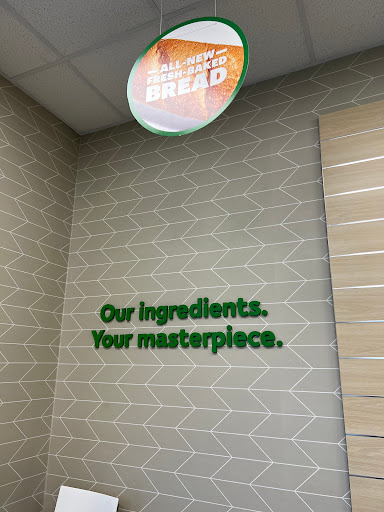 —ALL-NEW—
FRESH-BAKED
BREAD
Our ingredients.
Your masterpiece.